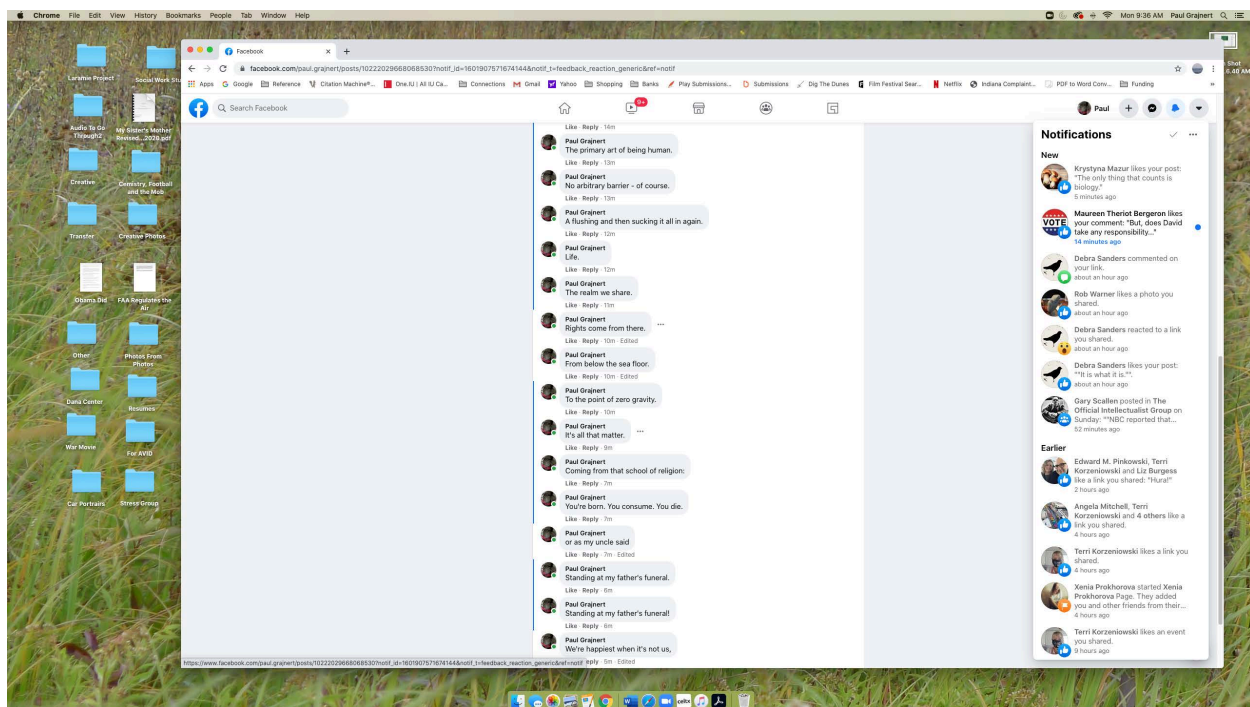 Chrome File Edit View History Bookmarks People Tab Window Help
Mon 9:36 AM Paul Grajnert
Facebook
facebook.com/paul.grajnert/posts/10222029668068530?notif_id=1601907571674144&notif_t=feedback_reaction_generic&ref=notif
Apps Google Reference Citation Machine®... One.IU | All IU Ca... Connections Gmail Yahoo Shopping Banks Play Submissions... Submissions Dig The Dunes Film Festival Sear... Netflix Indiana Complaint... PDF to Word Conv... Funding
Search Facebook
9+
Paul
Laramie Project
Social Work Stu
Audio To Go Through2
My Sister's Mother
Revised...2020.pdf
Creative
Cemistry, Football
and the Mob
Transfer
Creative Photos
Obama Did
FAA Regulates the
Air
Other
Photos From
Photos
Dana Center
Resumes
War Movie
For AVID
Car Portraits
Stress Group
Shot
6.40 AM
Like · Reply · 14m
Paul Grajnert
The primary art of being human.
Like · Reply · 13m
Paul Grajnert
No arbitrary barrier - of course.
Like · Reply · 13m
Paul Grajnert
A flushing and then sucking it all in again.
Like · Reply · 12m
Paul Grajnert
Life.
Like · Reply · 12m
Paul Grajnert
The realm we share.
Like · Reply · 11m
Paul Grajnert
Rights come from there.
Like · Reply · 10m · Edited
Paul Grajnert
From below the sea floor.
Like · Reply · 10m · Edited
Paul Grajnert
To the point of zero gravity.
Like · Reply · 10m
Paul Grajnert
It's all that matter.
Like · Reply · 9m
Paul Grajnert
Coming from that school of religion:
Like · Reply · 7m
Paul Grajnert
You're born. You consume. You die.
Like · Reply · 7m
Paul Grajnert
or as my uncle said
Like · Reply · 7m · Edited
Paul Grajnert
Standing at my father's funeral.
Like · Reply · 6m
Paul Grajnert
Standing at my father's funeral!
Like · Reply · 6m
Paul Grajnert
We're happiest when it's not us,
eply · 5m · Edited
https://www.facebook.com/paul.grajnert/posts/10222029668068530?notif_id=1601907571674144&notif_t=feedback_reaction_generic&ref=notif
Notifications
New
Krystyna Mazur likes your post:
"The only thing that counts is
biology."
5 minutes ago
VOTE
Maureen Theriot Bergeron likes
your comment: "But, does David
take any responsibility..."
14 minutes ago
Debra Sanders commented on
your link.
about an hour ago
Rob Warner likes a photo you
shared.
about an hour ago
Debra Sanders reacted to a link
you shared.
about an hour ago
Debra Sanders likes your post:
""It is what it is."".
about an hour ago
Gary Scallen posted in The
Official Intellectualist Group on
Sunday: ""NBC reported that...
52 minutes ago
Earlier
Edward M. Pinkowski, Terri
Korzeniowski and Liz Burgess
like a link you shared: "Hura!"
2 hours ago
Angela Mitchell, Terri
Korzeniowski and 4 others like a
link you shared.
4 hours ago
Terri Korzeniowski likes a link you
shared.
4 hours ago
Xenia Prokhorova started Xenia
Prokhorova Page. They added
you and other friends from their...
4 hours ago
Terri Korzeniowski likes an event
you shared.
9 hours ago
celtx